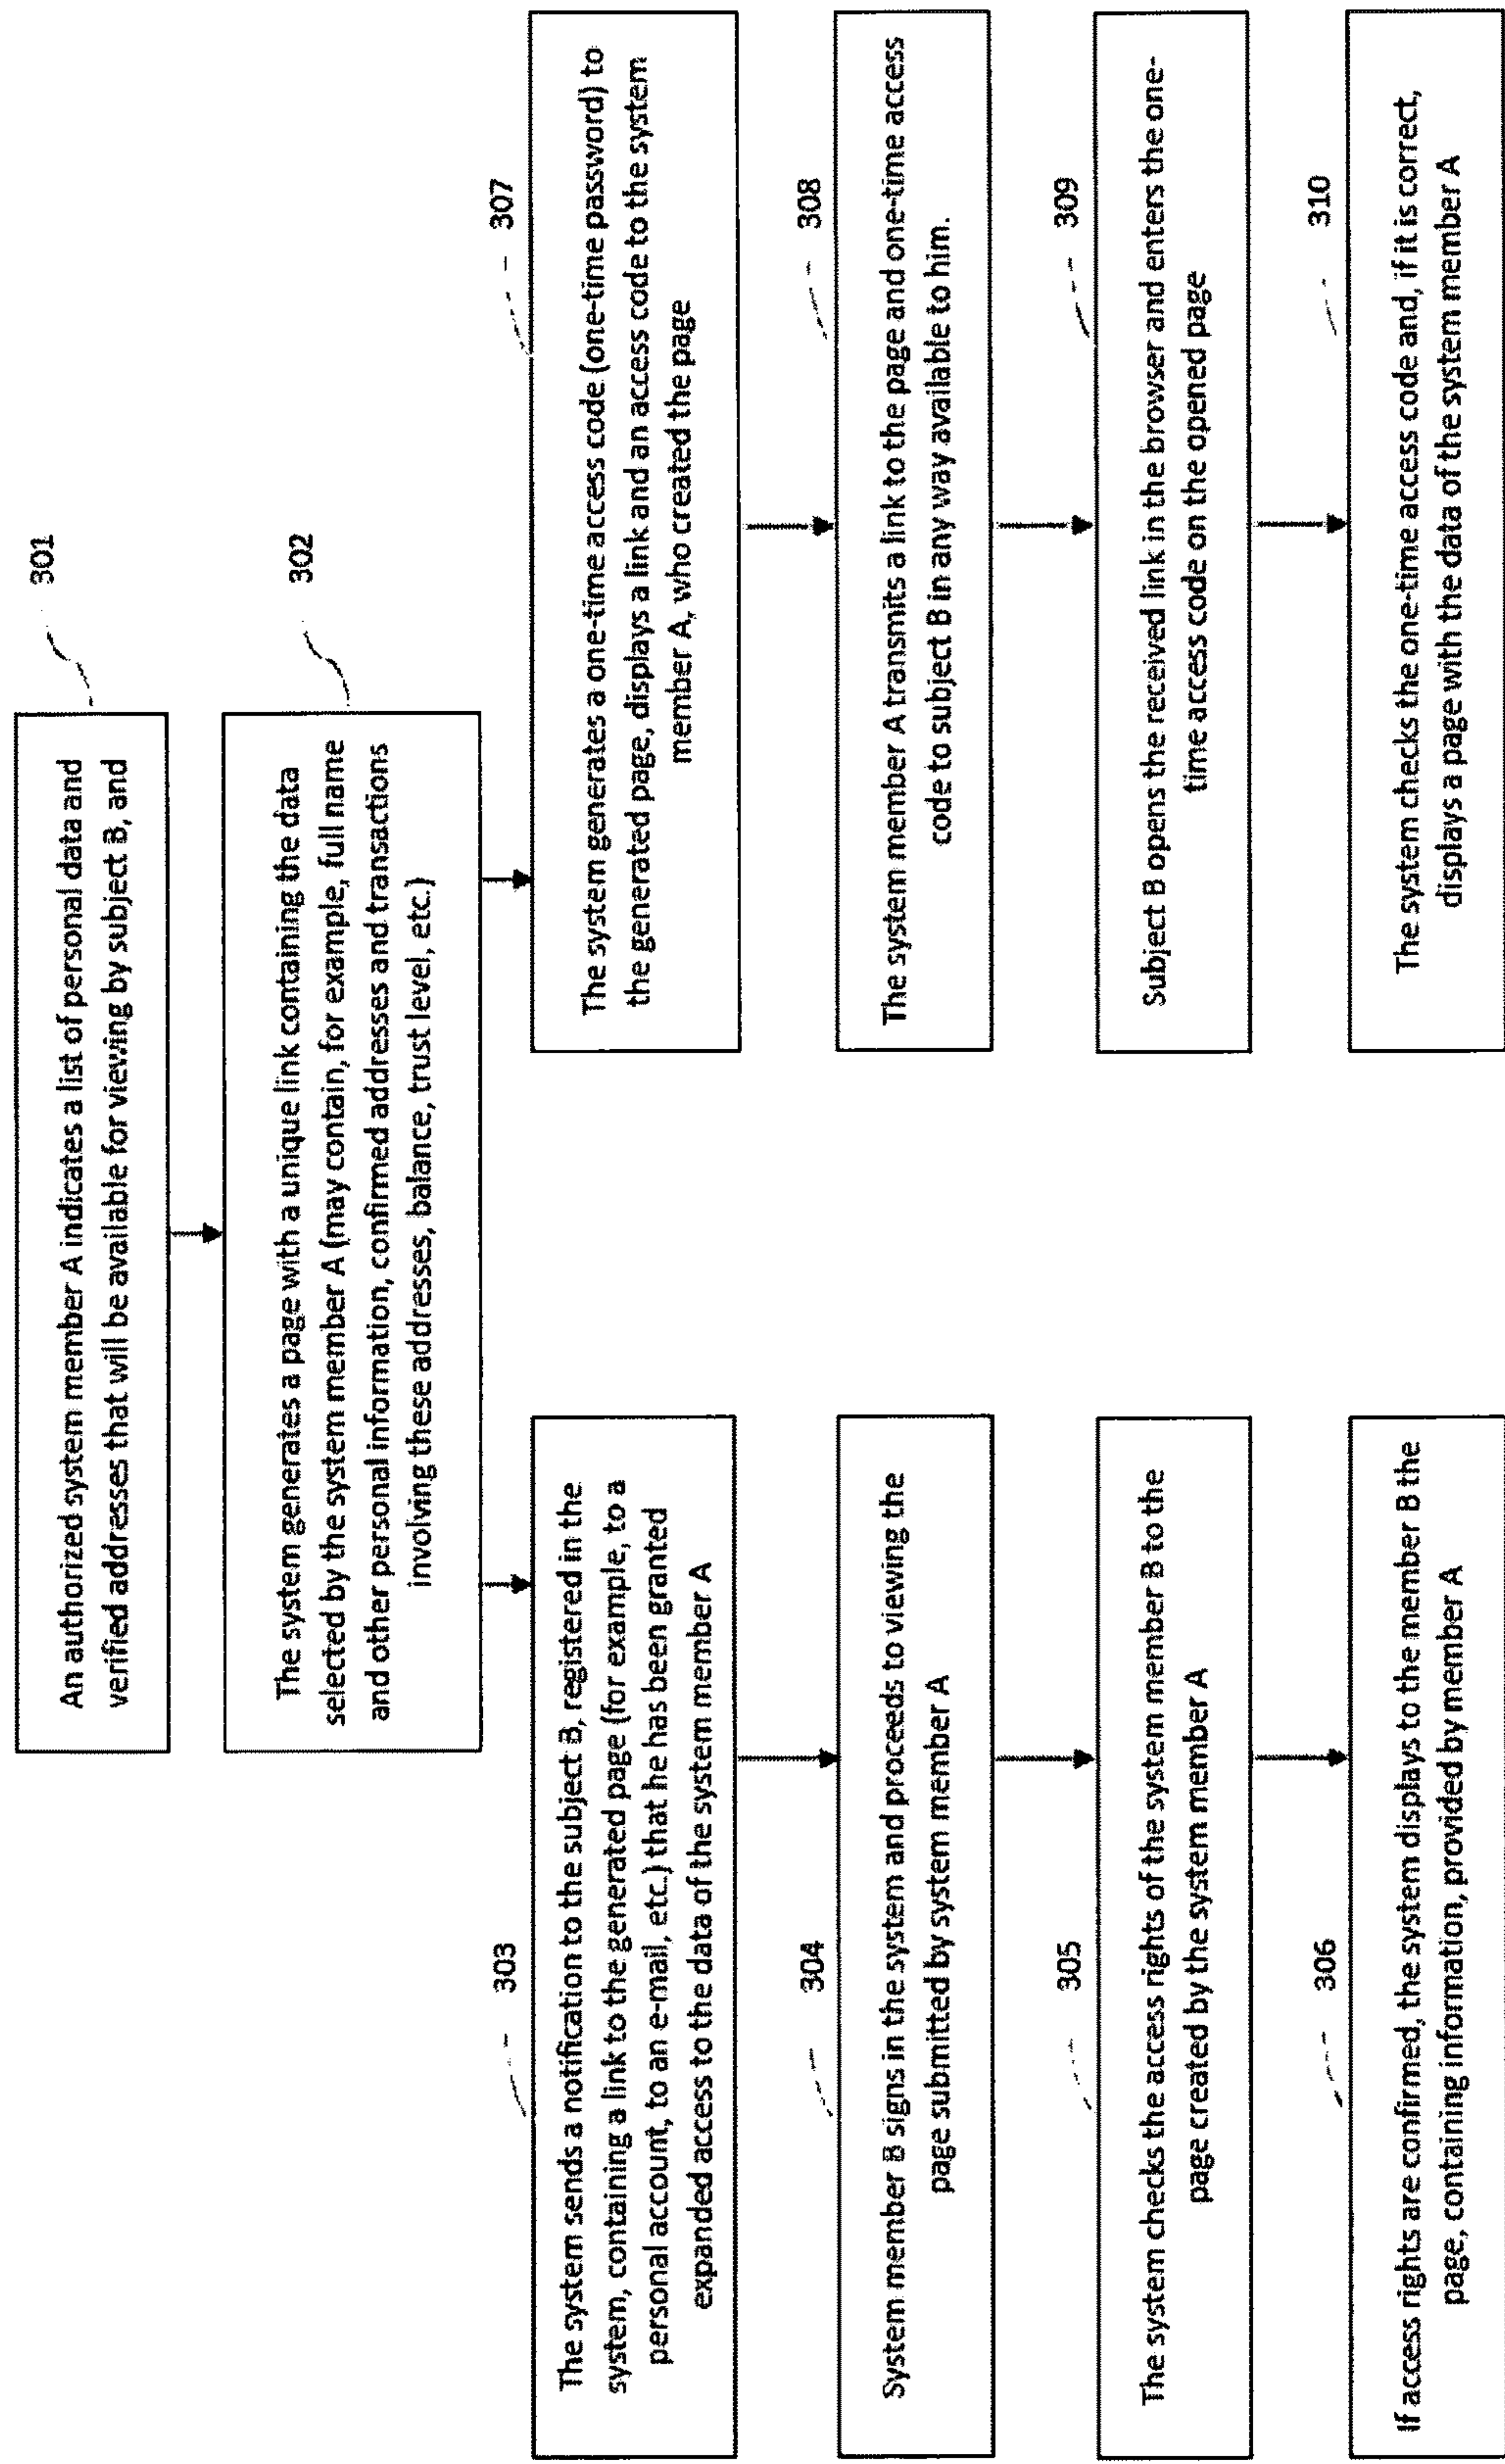 301
An authorized system member A indicates a list of personal data and
verified addresses that will be available for viewing by subject B, and
302
The system generates a page with a unique link containing the data
selected by the system member A (may contain, for example, full name
and other personal information, confirmed addresses and transactions
involving these addresses, balance, trust level, etc.)
303
The system sends a notification to the subject B, registered in the
system, containing a link to the generated page (for example, to a
personal account, to an e-mail, etc.) that he has been granted
expanded access to the data of the system member A
304
System member B signs in the system and proceeds to viewing the
page submitted by system member A
305
The system checks the access rights of the system member B to the
page created by the system member A
306
If access rights are confirmed, the system displays to the member B the
page, containing information, provided by member A
307
The system generates a one-time access code (one-time password) to
the generated page, displays a link and an access code to the system
member A, who created the page
308
The system member A transmits a link to the page and one-time access
code to subject B in any way available to him.
309
Subject B opens the received link in the browser and enters the one-
time access code on the opened page
310
The system checks the one-time access code and, if it is correct,
displays a page with the data of the system member A